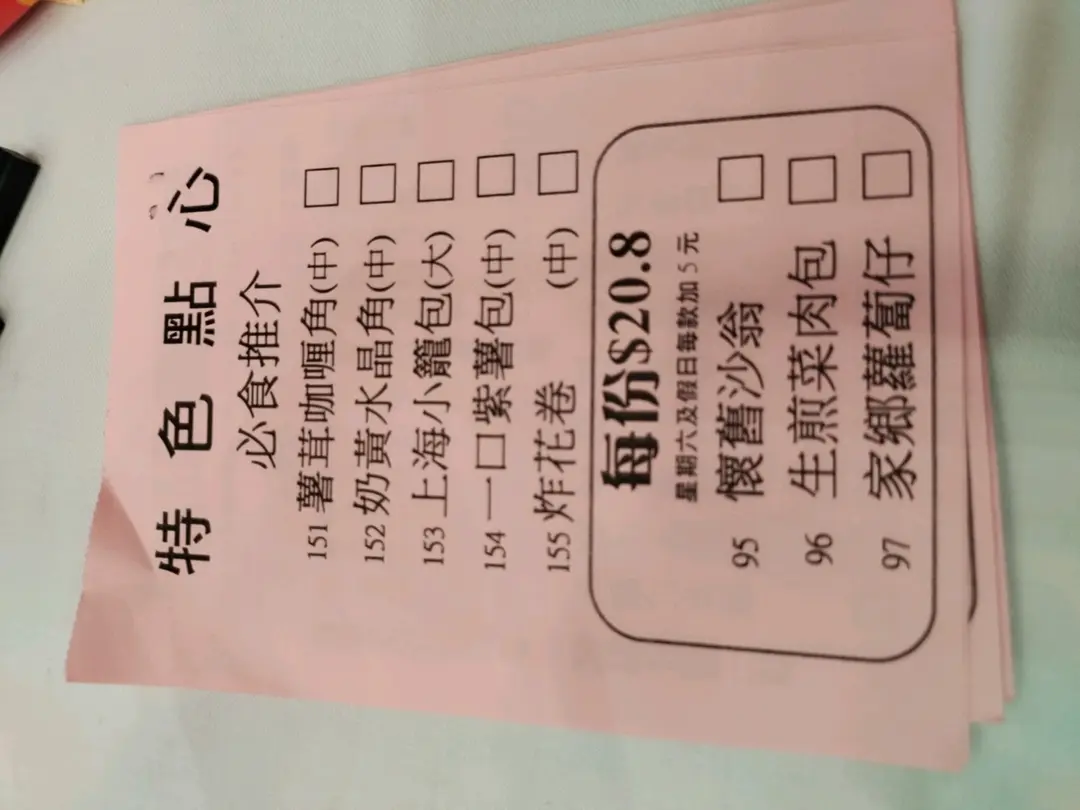 特色點心
必食推介
151 薯茸咖喱角(中) □
152 奶黃水晶角(中) □
153 上海小籠包(大) □
154 一口紫薯包(中) □
155 炸花卷 (中) □
每份$20.8
星期六及假日每款加5元
95 懷舊沙翁 □
96 生煎菜肉包 □
97 家鄉蘿蔔仔 □